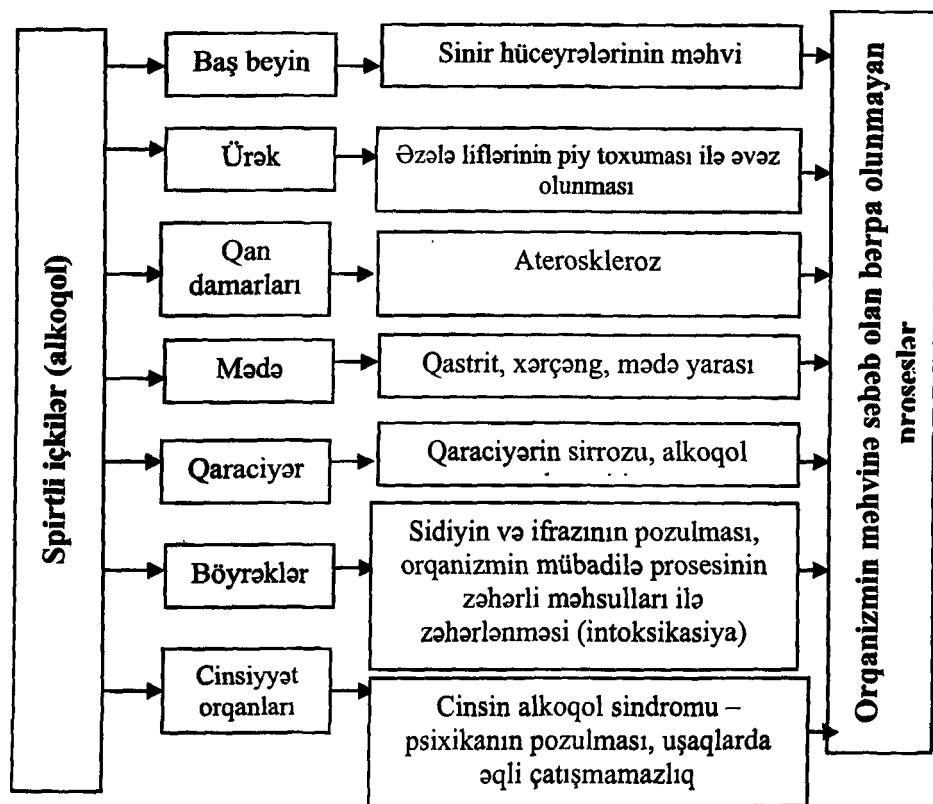 Spirtli içkilər (alkoqol)
Baş beyin
Sinir hüceyrələrinin məhvi
Ürək
Əzələ liflərinin piy toxuması ilə əvəz
olunması
Qan
damarları
Ateroskleroz
Mədə
Qastrit, xərçəng, mədə yarası
Qaraciyər
Qaraciyərin sirrozu, alkoqol
Böyrəklər
Sidiyin və ifrazının pozulması,
orqanizmin mübadilə prosesinin
zəhərli məhsulları ilə
zəhərlənməsi (intoksikasiya)
Cinsiyyət
orqanları
Cinsin alkoqol sindromu –
psixikanın pozulması, uşaqlarda
əqli çatışmamazlıq
Orqanizmin məhvinə səbəb olan bərpa olunmayan
proseslər